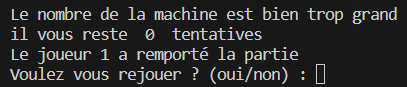 Le nombre de la machine est bien trop grand
il vous reste  0  tentatives
Le joueur 1 a remporté la partie
Voulez vous rejouer ? (oui/non) :